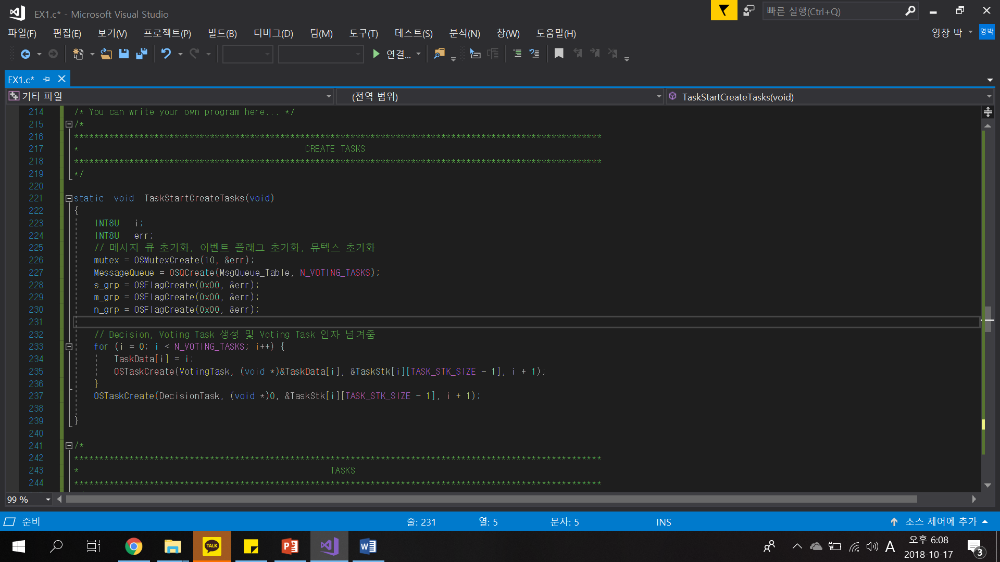 EX1.c* - Microsoft Visual Studio
빠른 실행(Ctrl+Q)
파일(F) 편집(E) 보기(V) 프로젝트(P) 빌드(B) 디버그(D) 팀(M) 도구(T) 테스트(S) 분석(N) 창(W) 도움말(H)
영창 박
영박
연결...
EX1.c*
기타 파일
(전역 범위)
TaskStartCreateTasks(void)
214 /* You can write your own program here... */
215 /*
216 *********************************************************************************************************
217 * CREATE TASKS
218 *********************************************************************************************************
219 */
220
221 static void TaskStartCreateTasks(void)
222 {
223 INT8U i;
224 INT8U err;
225 // 메시지 큐 초기화, 이벤트 플래그 초기화, 뮤텍스 초기화
226 mutex = OSMutexCreate(10, &err);
227 MessageQueue = OSQCreate(MsgQueue_Table, N_VOTING_TASKS);
228 s_grp = OSFlagCreate(0x00, &err);
229 m_grp = OSFlagCreate(0x00, &err);
230 n_grp = OSFlagCreate(0x00, &err);
231
232 // Decision, Voting Task 생성 및 Voting Task 인자 넘겨줌
233 for (i = 0; i < N_VOTING_TASKS; i++) {
234 TaskData[i] = i;
235 OSTaskCreate(VotingTask, (void *)&TaskData[i], &TaskStk[i][TASK_STK_SIZE - 1], i + 1);
236 }
237 OSTaskCreate(DecisionTask, (void *)0, &TaskStk[i][TASK_STK_SIZE - 1], i + 1);
238
239 }
240
241 /*
242 *********************************************************************************************************
243 * TASKS
244 *********************************************************************************************************
99 %
준비
줄: 231 열: 5 문자: 5 INS
소스 제어에 추가
TALK
A
오후 6:08
2018-10-17
3